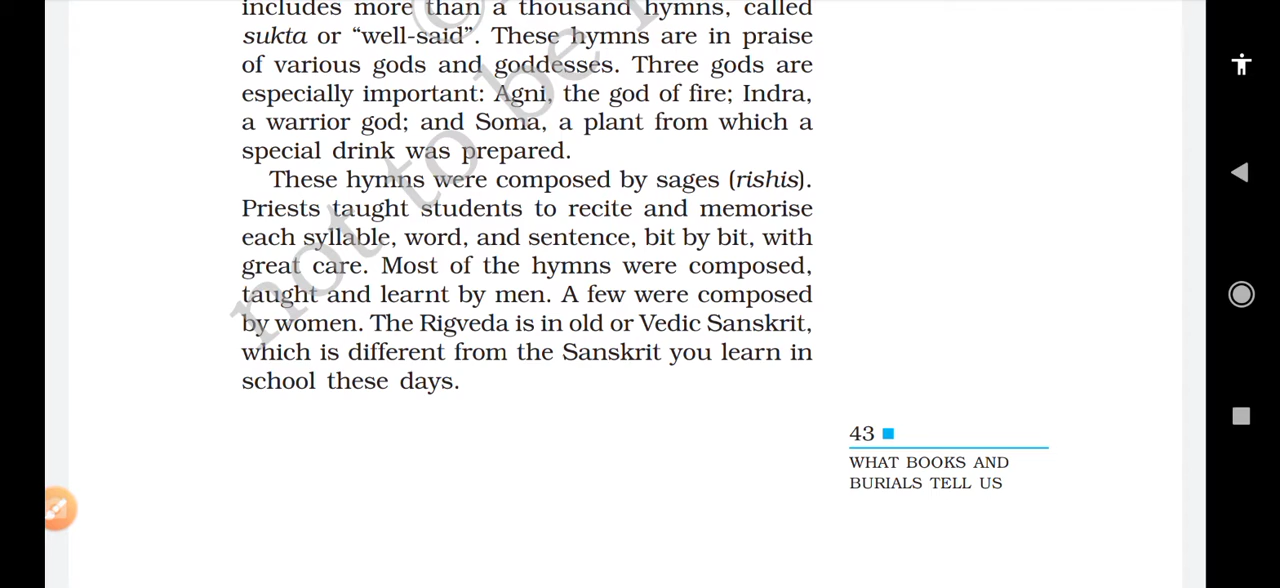 includes more than a thousand hymns, called
sukta or “well-said”. These hymns are in praise
of various gods and goddesses. Three gods are
especially important: Agni, the god of fire; Indra,
a warrior god; and Soma, a plant from which a
special drink was prepared.
These hymns were composed by sages (rishis).
Priests taught students to recite and memorise
each syllable, word, and sentence, bit by bit, with
great care. Most of the hymns were composed,
taught and learnt by men. A few were composed
by women. The Rigveda is in old or Vedic Sanskrit,
which is different from the Sanskrit you learn in
school these days.
43
WHAT BOOKS AND
BURIALS TELL US
not to be